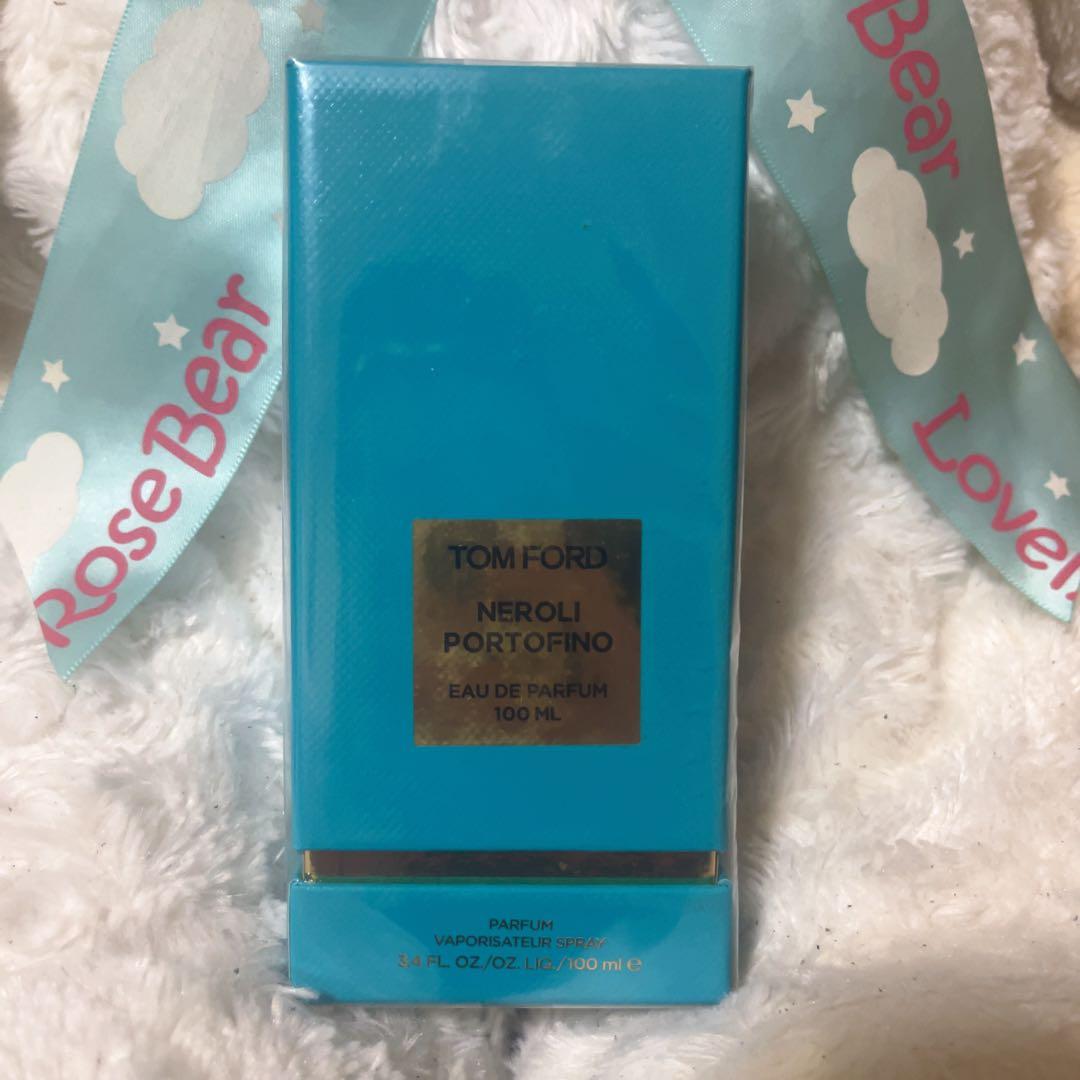 Rose Bear
Bear
Lovel
TOM FORD
NEROLI
PORTOFINO
EAU DE PARFUM
100 ML
PARFUM
VAPORISATEUR SPRAY
3.4 FL. OZ./OZ. LIQ./100 ml e